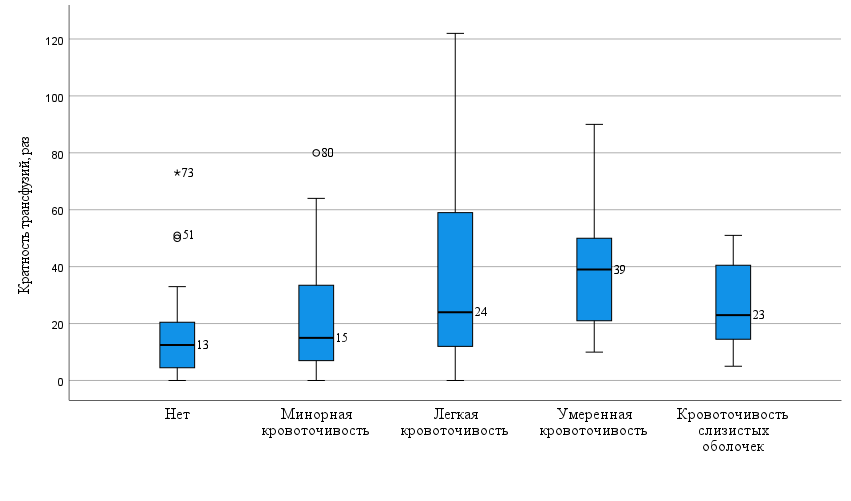 Кратность трансфузий, раз
120
100
80
60
40
20
0
*73
51
13
80
15
24
39
23
Нет
Минорная
кровоточивость
Легкая
кровоточивость
Умеренная
кровоточивость
Кровоточивость
слизистых
оболочек